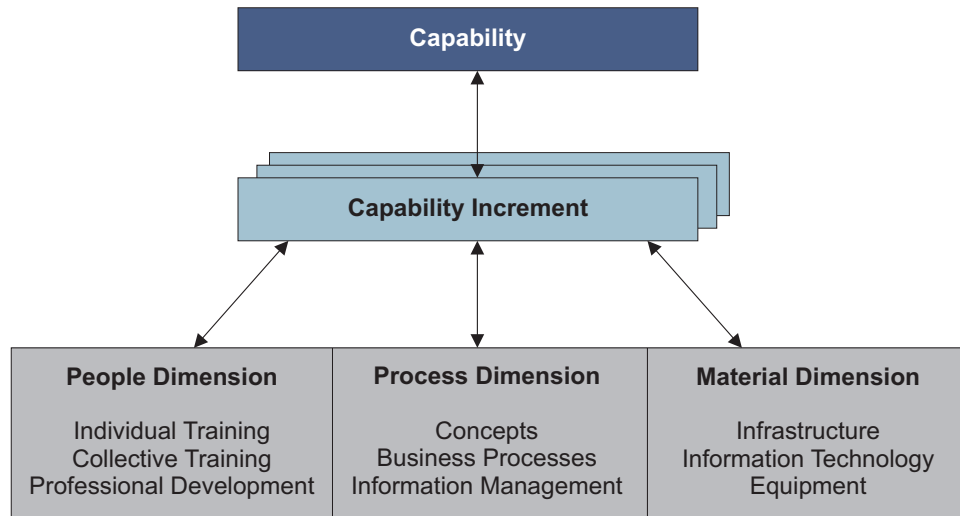 Capability
Capability Increment
People Dimension
Individual Training
Collective Training
Professional Development
Process Dimension
Concepts
Business Processes
Information Management
Material Dimension
Infrastructure
Information Technology
Equipment